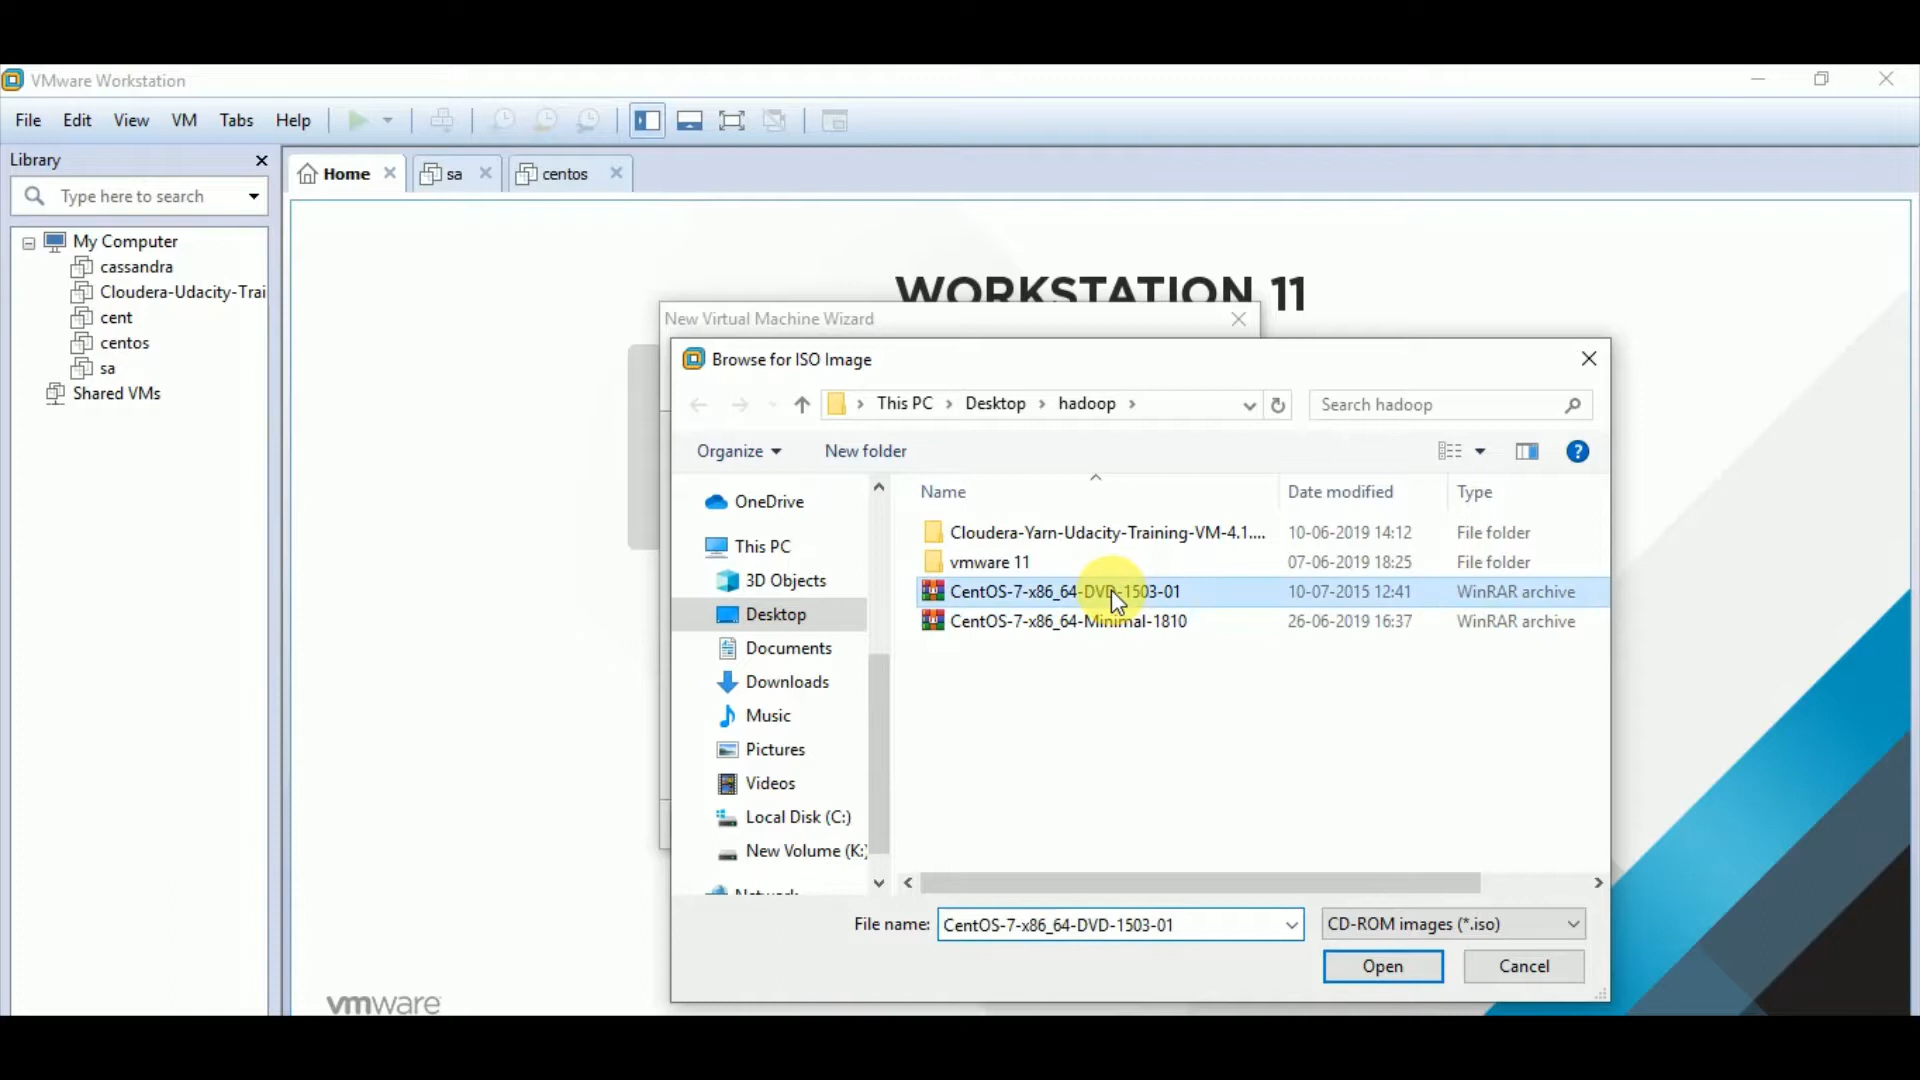 VMware Workstation
File Edit View VM Tabs Help
Library
Type here to search
My Computer
cassandra
Cloudera-Udacity-Trai
cent
centos
sa
Shared VMs
Home
sa
centos
WORKSTATION 11
New Virtual Machine Wizard
Browse for ISO Image
This PC > Desktop > hadoop >
Search hadoop
Organize New folder
OneDrive
This PC
3D Objects
Desktop
Documents
Downloads
Music
Pictures
Videos
Local Disk (C:)
New Volume (K:)
Network
Name Date modified Type
Cloudera-Yarn-Udacity-Training-VM-4.1.... 10-06-2019 14:12 File folder
vmware 11 07-06-2019 18:25 File folder
CentOS-7-x86_64-DVD-1503-01 10-07-2015 12:41 WinRAR archive
CentOS-7-x86_64-Minimal-1810 26-06-2019 16:37 WinRAR archive
File name: CentOS-7-x86_64-DVD-1503-01 CD-ROM images (*.iso)
Open Cancel
vmware